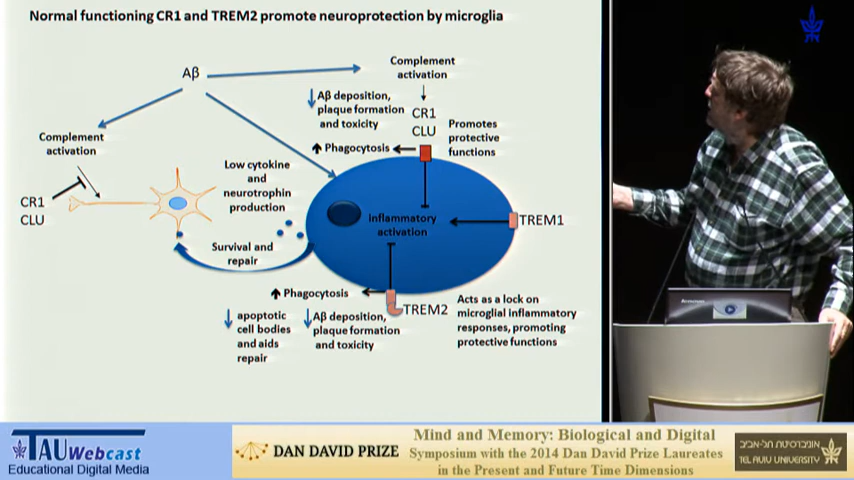 Normal functioning CR1 and TREM2 promote neuroprotection by microglia
Aβ
Complement
activation
Aβ deposition,
plaque formation
and toxicity
CR1
CLU
Promotes
protective
functions
Phagocytosis
Complement
activation
CR1
CLU
Low cytokine
and
neurotrophin
production
Inflammatory
activation
TREM1
Survival and
repair
Phagocytosis
TREM2
apoptotic
cell bodies
and aids
repair
Aβ deposition,
plaque formation
and toxicity
Acts as a lock on
microglial inflammatory
responses, promoting
protective functions
Lenovo
TAU Webcast
Educational Digital Media
DAN DAVID PRIZE
Mind and Memory: Biological and Digital
Symposium with the 2014 Dan David Prize Laureates
in the Present and Future Time Dimensions
אוניברסיטת תל-אביב
TEL AVIV UNIVERSITY